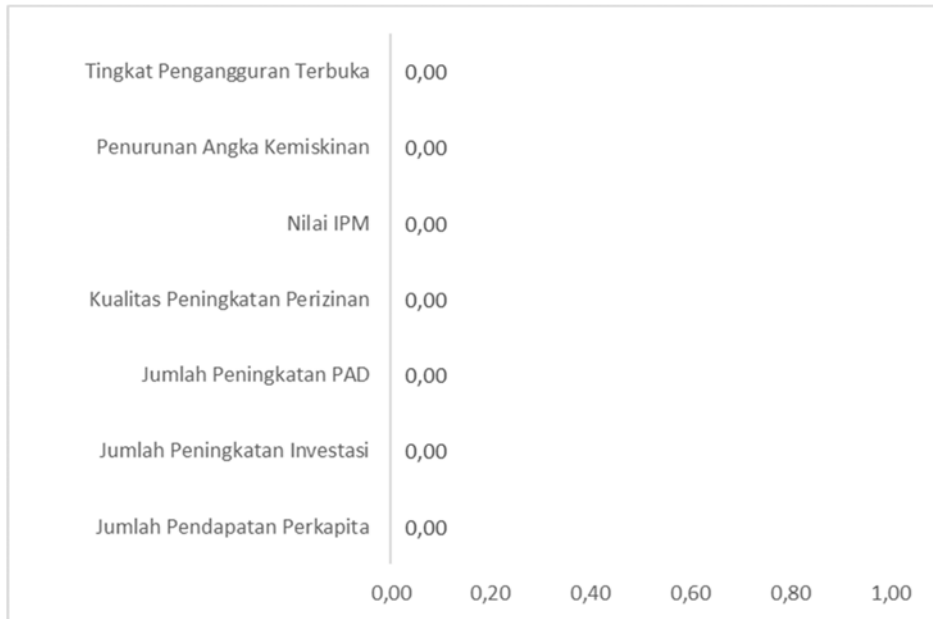 Tingkat Pengangguran Terbuka 0,00
Penurunan Angka Kemiskinan 0,00
Nilai IPM 0,00
Kualitas Peningkatan Perizinan 0,00
Jumlah Peningkatan PAD 0,00
Jumlah Peningkatan Investasi 0,00
Jumlah Pendapatan Perkapita 0,00
0,00 0,20 0,40 0,60 0,80 1,00